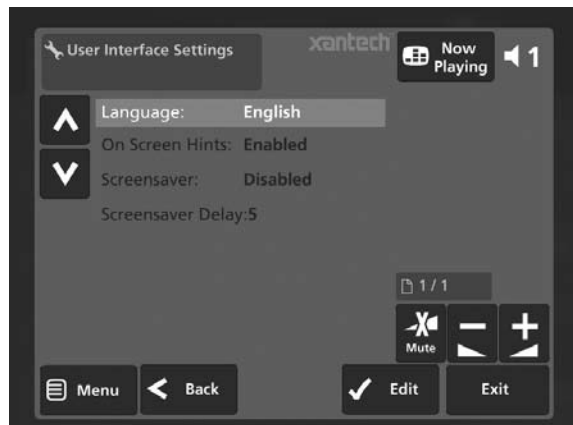 User Interface Settings
xantech
Now Playing
1
Language: English
On Screen Hints: Enabled
Screensaver: Disabled
Screensaver Delay:5
1 / 1
Mute
Menu
Back
Edit
Exit